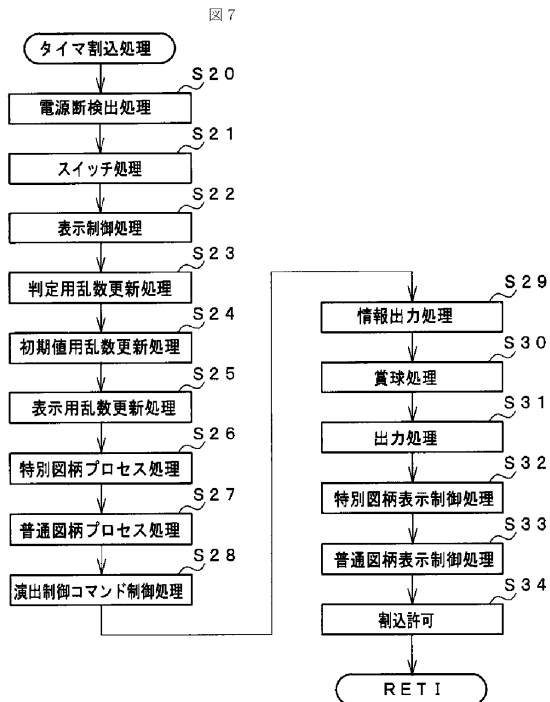 図7
タイマ割込処理
S20
電源断検出処理
S21
スイッチ処理
S22
表示制御処理
S23
判定用乱数更新処理
S24
初期値用乱数更新処理
S25
表示用乱数更新処理
S26
特別図柄プロセス処理
S27
普通図柄プロセス処理
S28
演出制御コマンド制御処理
S29
情報出力処理
S30
賞球処理
S31
出力処理
S32
特別図柄表示制御処理
S33
普通図柄表示制御処理
S34
割込許可
RETI